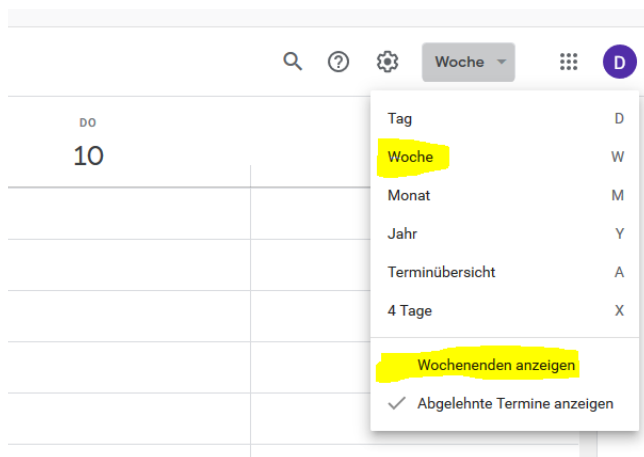 Woche
D
DO
10
Tag D
Woche W
Monat M
Jahr Y
Terminübersicht A
4 Tage X
Wochenenden anzeigen
Abgelehnte Termine anzeigen